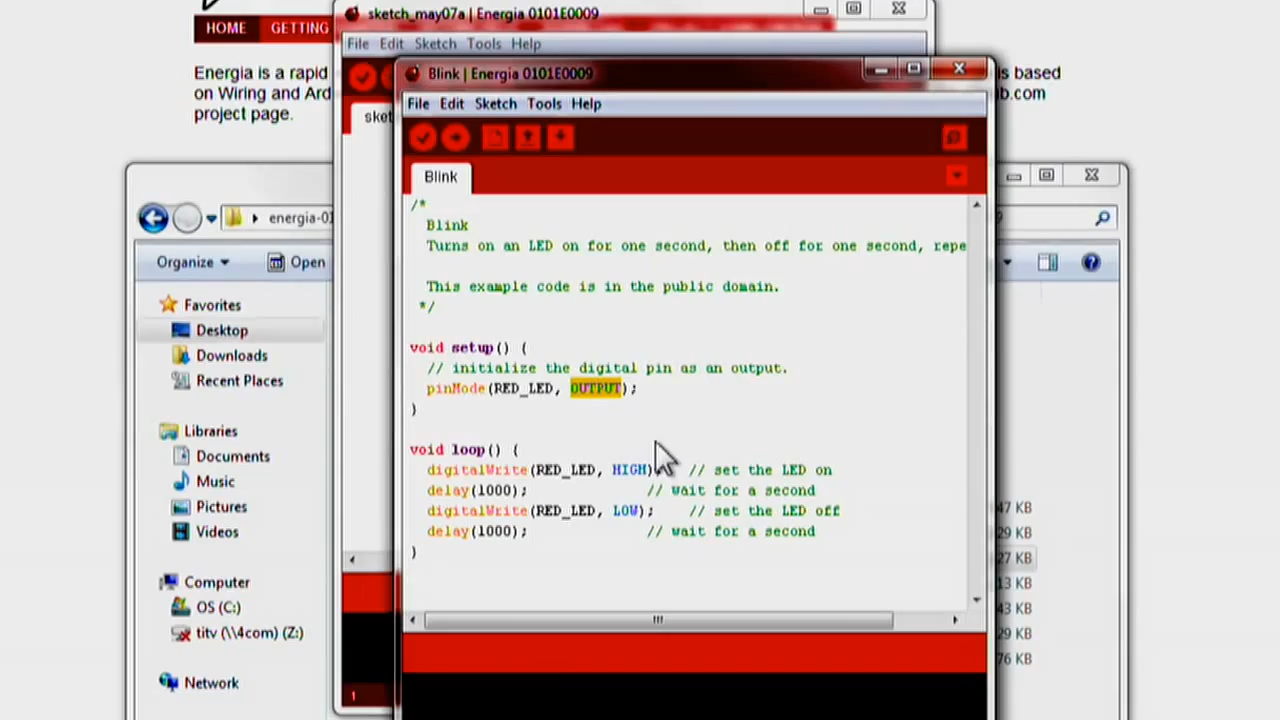 sketch_may07a | Energia 0101E0009
HOME GETTING
File Edit Sketch Tools Help
Energia is a rapid
is based
on Wiring and Ard
b.com
project page.
Blink | Energia 0101E0009
File Edit Sketch Tools Help
sket
Blink
/*
Blink
Turns on an LED on for one second, then off for one second, repe
This example code is in the public domain.
*/
void setup() {
// initialize the digital pin as an output.
pinMode(RED_LED, OUTPUT);
}
void loop() {
digitalWrite(RED_LED, HIGH) // set the LED on
delay(1000); // wait for a second
digitalWrite(RED_LED, LOW); // set the LED off
delay(1000); // wait for a second
}
energia-01
9
Organize Open
Favorites
Desktop
Downloads
Recent Places
Libraries
Documents
Music
Pictures
Videos
Computer
OS (C:)
titv (\\4com) (Z:)
Network
47 KB
29 KB
27 KB
13 KB
43 KB
29 KB
76 KB
1